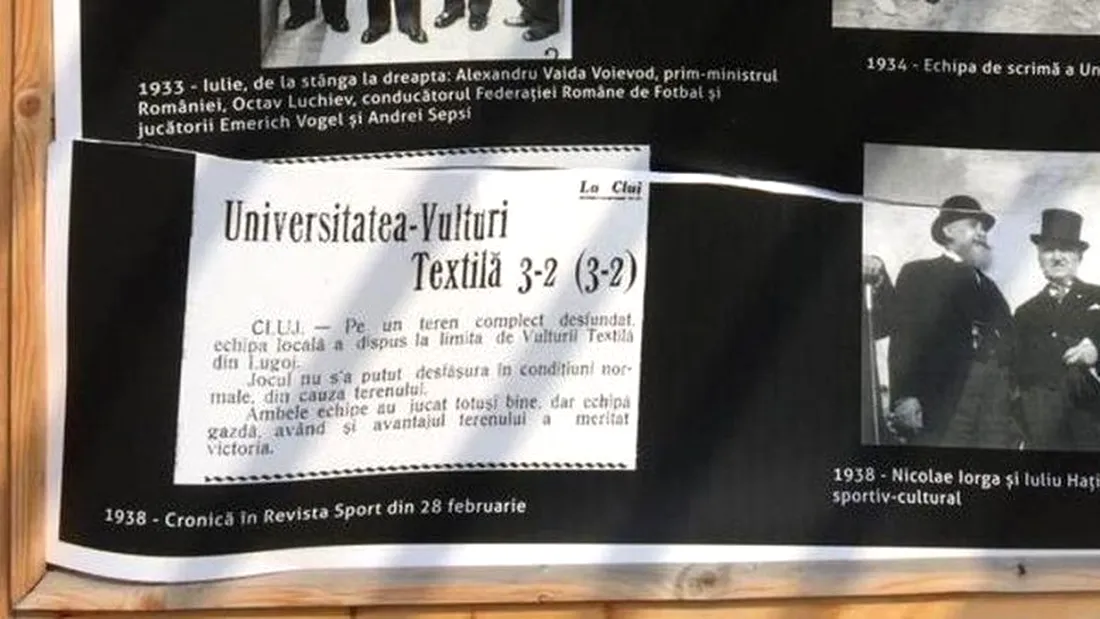 1933 - Iulie, de la stânga la dreapta: Alexandru Vaida Voievod, prim-ministrul
României, Octav Luchiev, conducătorul Federației Române de Fotbal și
jucătorii Emerich Vogel și Andrei Sepsi
1934 - Echipa de scrimă a Un
La Cluj
Universitatea-Vulturi
Textilă 3-2 (3-2)
CLUJ. — Pe un teren complect desfundat,
echipa locală a dispus la limita de Vulturii Textilă
din Lugoj.
Jocul nu s'a putut desfășura în condițiuni nor-
male, din cauza terenului.
Ambele echipe au jucat totuși bine, dar echipa
gazdă, având și avantajul terenului a meritat
victoria.
1938 - Cronică în Revista Sport din 28 februarie
1938 - Nicolae Iorga și Iuliu Hați
sportiv-cultural